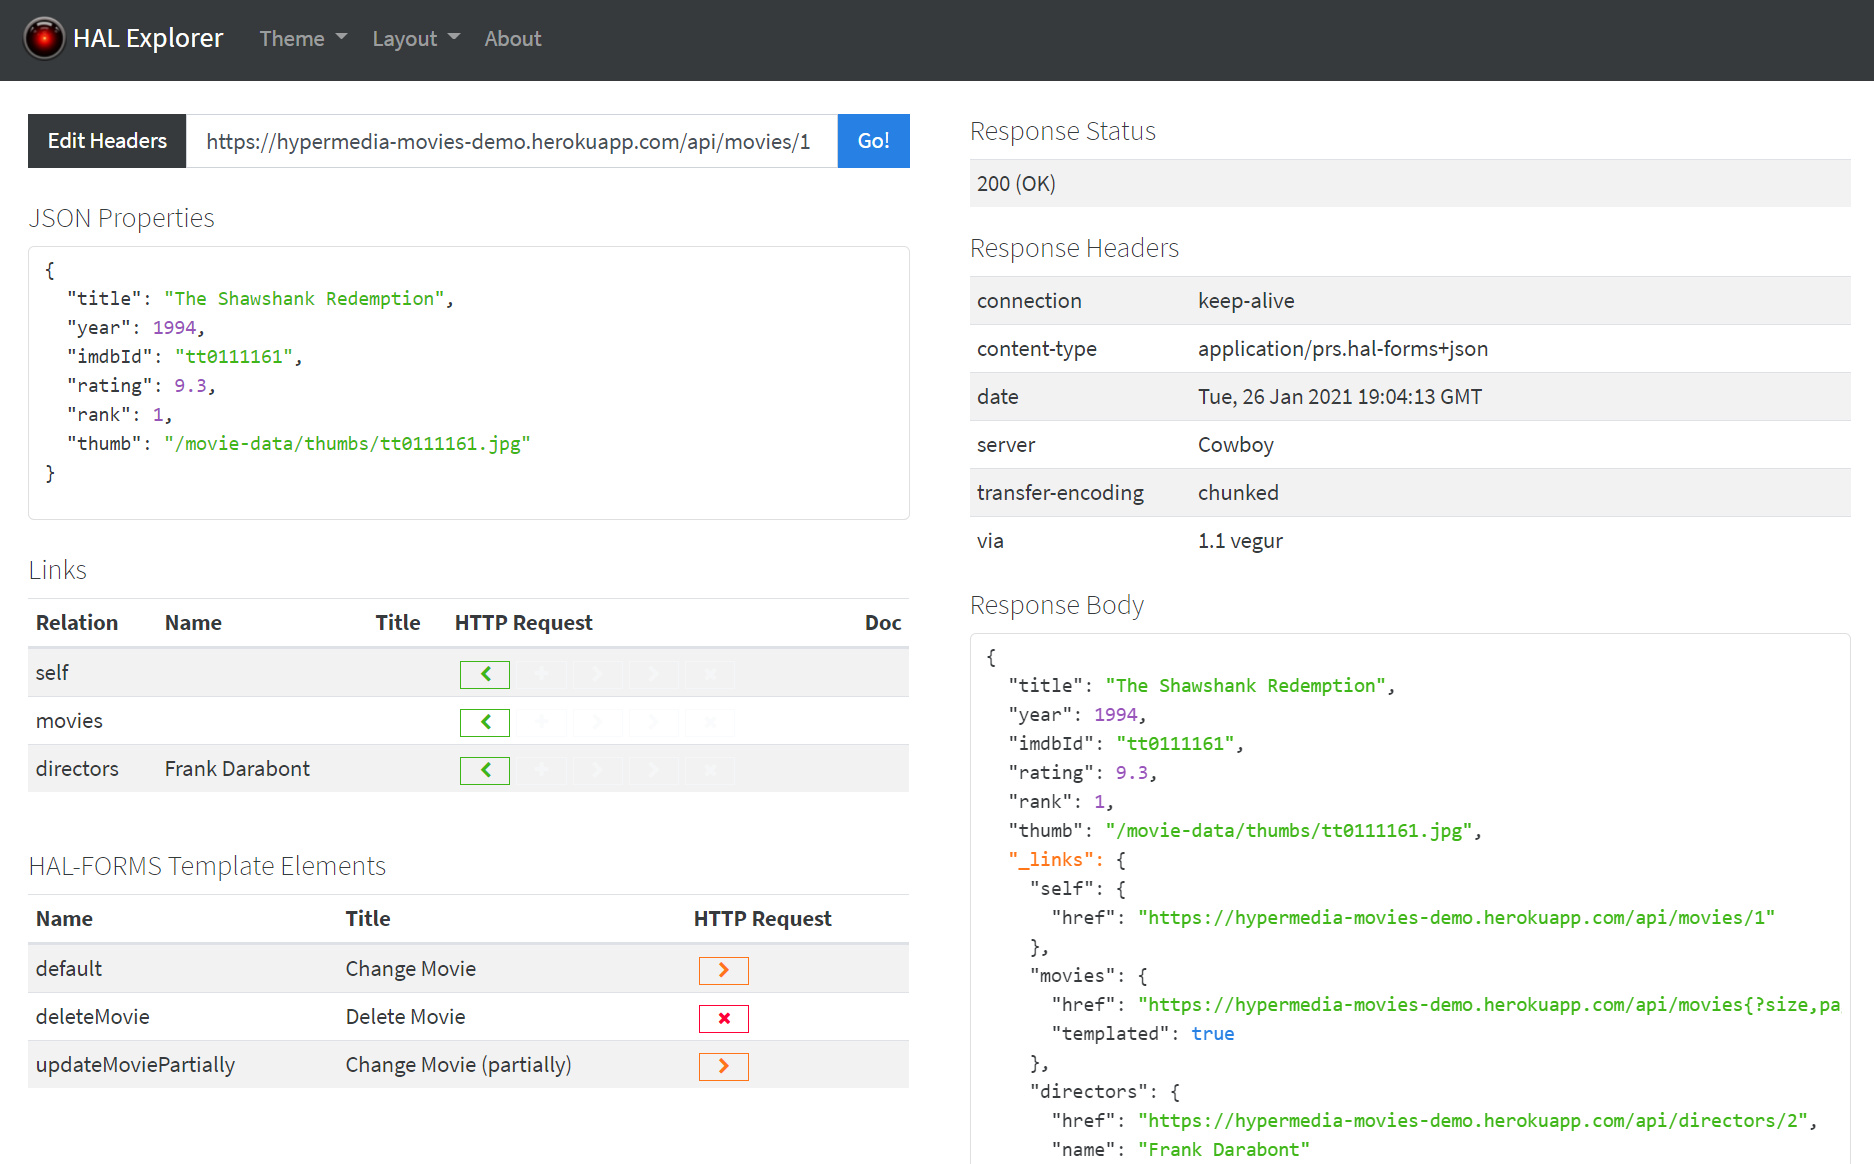 HAL Explorer Theme Layout About
Edit Headers https://hypermedia-movies-demo.herokuapp.com/api/movies/1 Go!
JSON Properties
{
"title": "The Shawshank Redemption",
"year": 1994,
"imdbId": "tt0111161",
"rating": 9.3,
"rank": 1,
"thumb": "/movie-data/thumbs/tt0111161.jpg"
}
Links
Relation Name Title HTTP Request Doc
self
movies
directors Frank Darabont
HAL-FORMS Template Elements
Name Title HTTP Request
default Change Movie
deleteMovie Delete Movie
updateMoviePartially Change Movie (partially)
Response Status
200 (OK)
Response Headers
connection keep-alive
content-type application/prs.hal-forms+json
date Tue, 26 Jan 2021 19:04:13 GMT
server Cowboy
transfer-encoding chunked
via 1.1 vegur
Response Body
{
"title": "The Shawshank Redemption",
"year": 1994,
"imdbId": "tt0111161",
"rating": 9.3,
"rank": 1,
"thumb": "/movie-data/thumbs/tt0111161.jpg",
"_links": {
"self": {
"href": "https://hypermedia-movies-demo.herokuapp.com/api/movies/1"
},
"movies": {
"href": "https://hypermedia-movies-demo.herokuapp.com/api/movies{?size,pa
"templated": true
},
"directors": {
"href": "https://hypermedia-movies-demo.herokuapp.com/api/directors/2",
"name": "Frank Darabont"